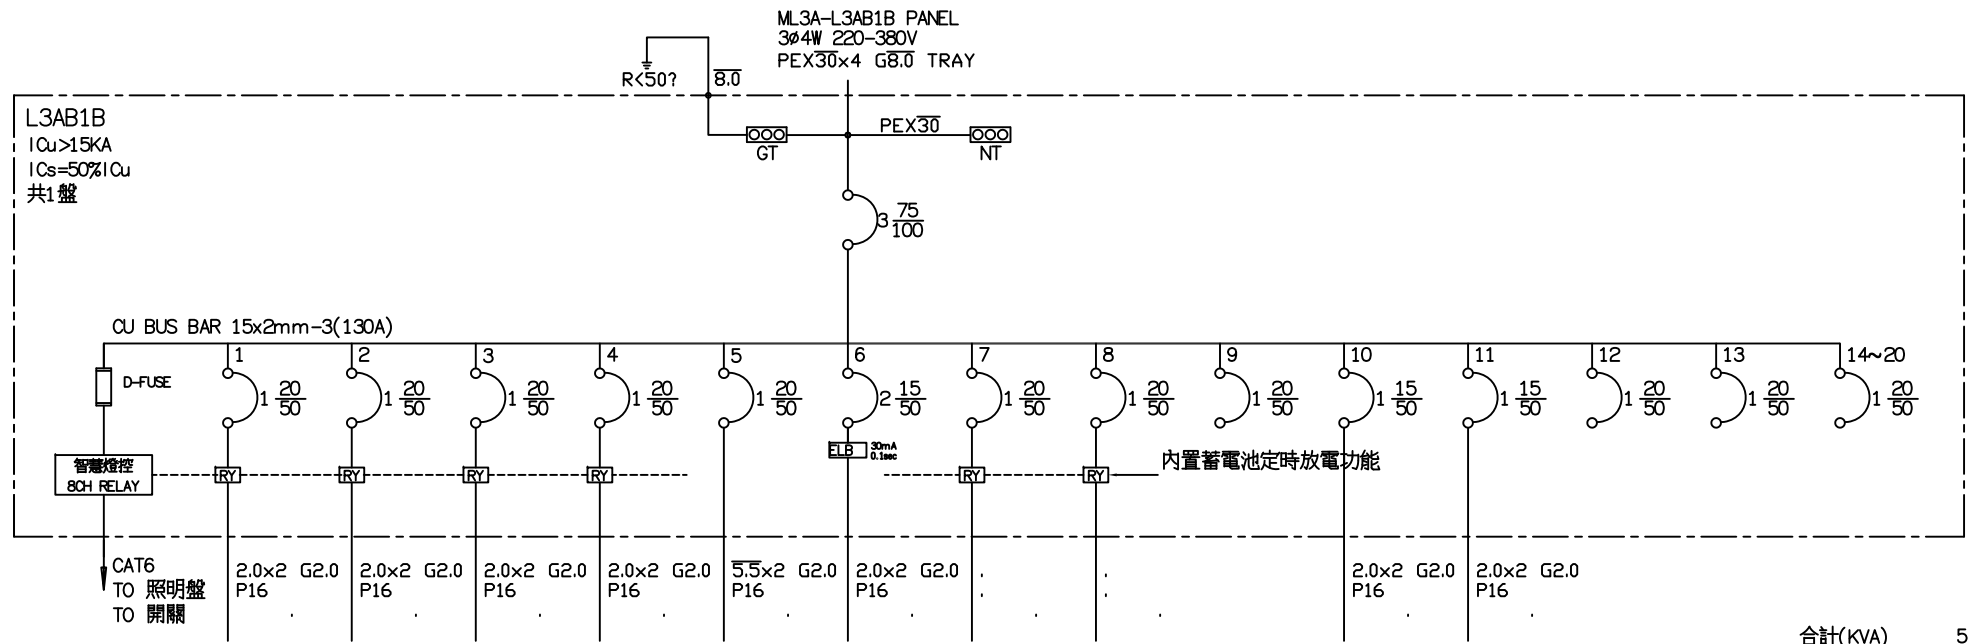 ML3A-L3AB1B PANEL
3ø4W 220-380V
PEX30x4 G8.0 TRAY
R<50?
8.0
L3AB1B
ICu>15KA
ICs=50%ICu
共1盤
GT
PEX30
NT
3 75/100
CU BUS BAR 15x2mm-3(130A)
1 2 3 4 5 6 7 8 9 10 11 12 13 14~20
D-FUSE
1 20/50
1 20/50
1 20/50
1 20/50
1 20/50
2 15/50
1 20/50
1 20/50
1 20/50
1 15/50
1 15/50
1 20/50
1 20/50
1 20/50
ELB 30mA
0.1sec
智慧燈控
8CH RELAY
RY RY RY RY RY RY
內置蓄電池定時放電功能
CAT6
TO 照明盤
TO 開關
2.0x2 G2.0
P16
2.0x2 G2.0
P16
2.0x2 G2.0
P16
2.0x2 G2.0
P16
5.5x2 G2.0
2.0x2 G2.0
P16
2.0x2 G2.0
P16
2.0x2 G2.0
P16
合計(KVA) 5